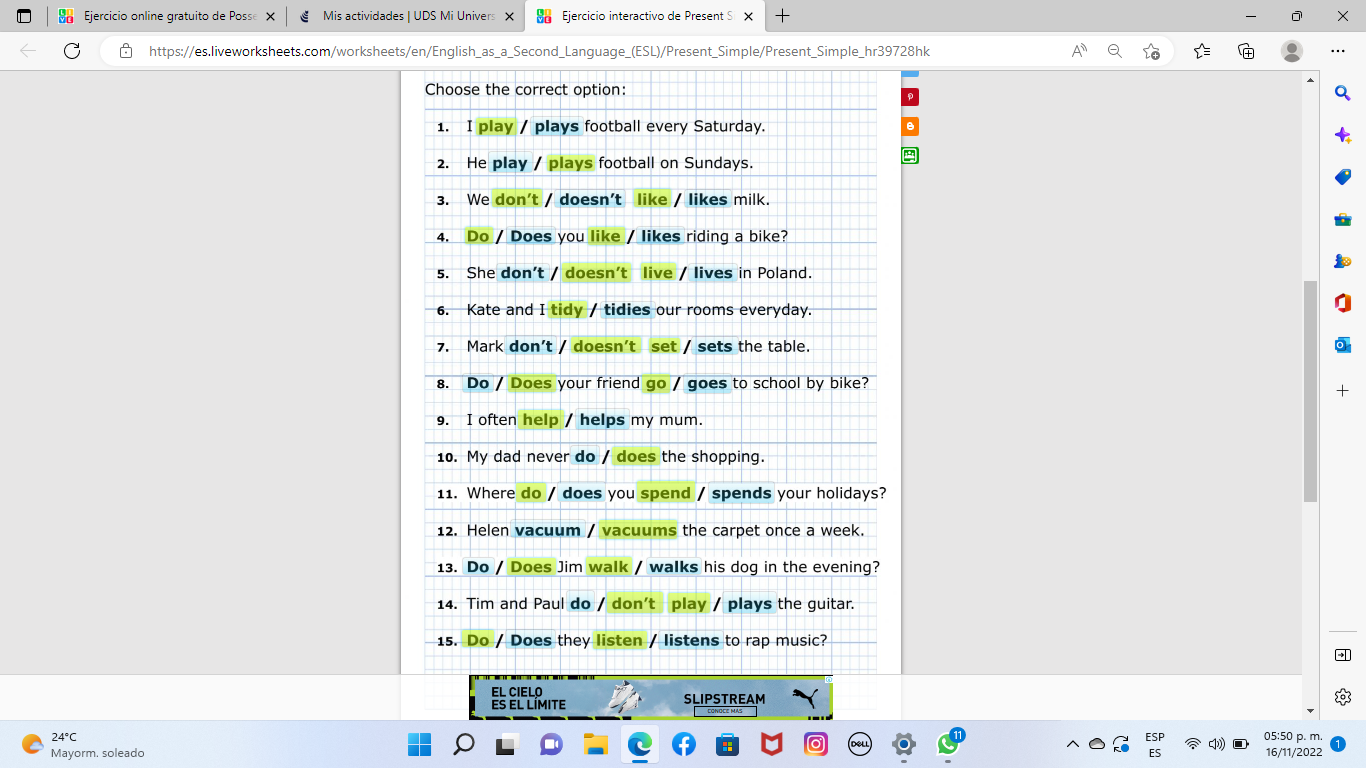 Ejercicio online gratuito de Posse
Mis actividades | UDS Mi Univers
Ejercicio interactivo de Present S
https://es.liveworksheets.com/worksheets/en/English_as_a_Second_Language_(ESL)/Present_Simple/Present_Simple_hr39728hk
Choose the correct option:
1. I play / plays football every Saturday.
2. He play / plays football on Sundays.
3. We don't / doesn't like / likes milk.
4. Do / Does you like / likes riding a bike?
5. She don't / doesn't live / lives in Poland.
6. Kate and I tidy / tidies our rooms everyday.
7. Mark don't / doesn't set / sets the table.
8. Do / Does your friend go / goes to school by bike?
9. I often help / helps my mum.
10. My dad never do / does the shopping.
11. Where do / does you spend / spends your holidays?
12. Helen vacuum / vacuums the carpet once a week.
13. Do / Does Jim walk / walks his dog in the evening?
14. Tim and Paul do / don't play / plays the guitar.
15. Do / Does they listen / listens to rap music?
EL CIELO
ES EL LÍMITE
SLIPSTREAM
CONOCE MÁS
24°C
Mayorm. soleado
DELL
11
ESP
ES
05:50 p. m.
16/11/2022
1